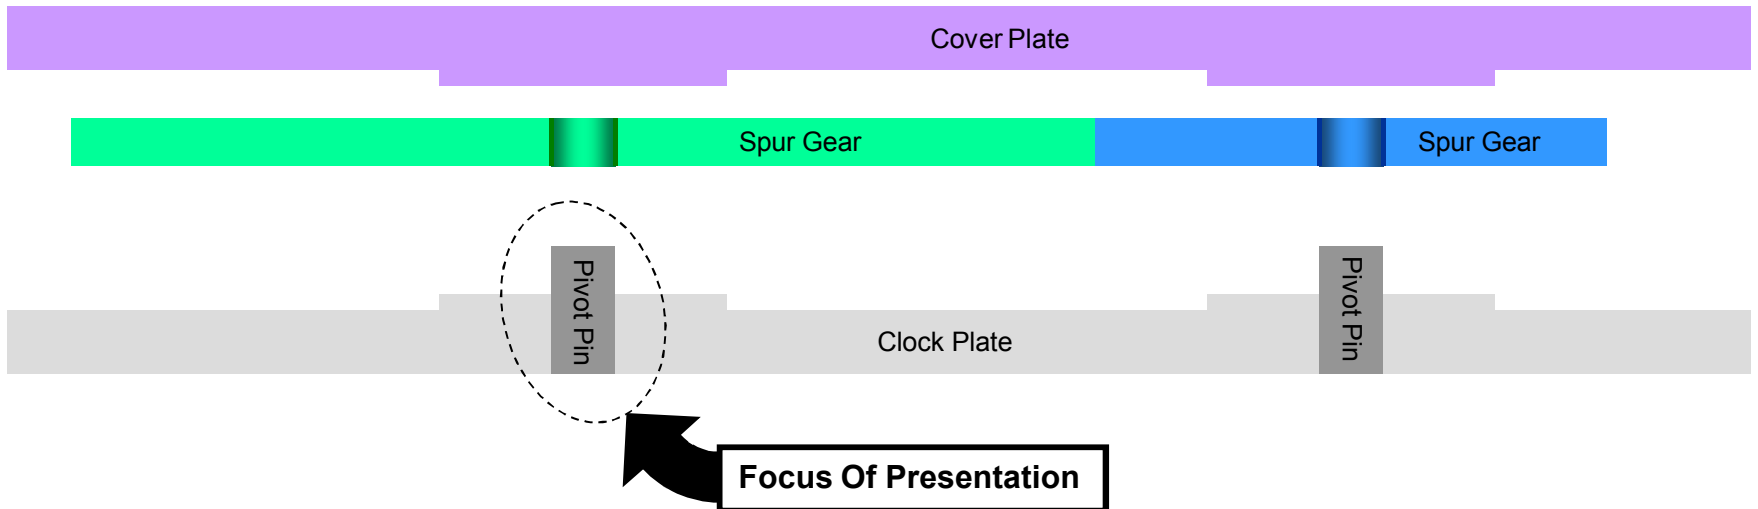 Cover Plate
Spur Gear
Spur Gear
Pivot Pin
Pivot Pin
Clock Plate
Focus Of Presentation